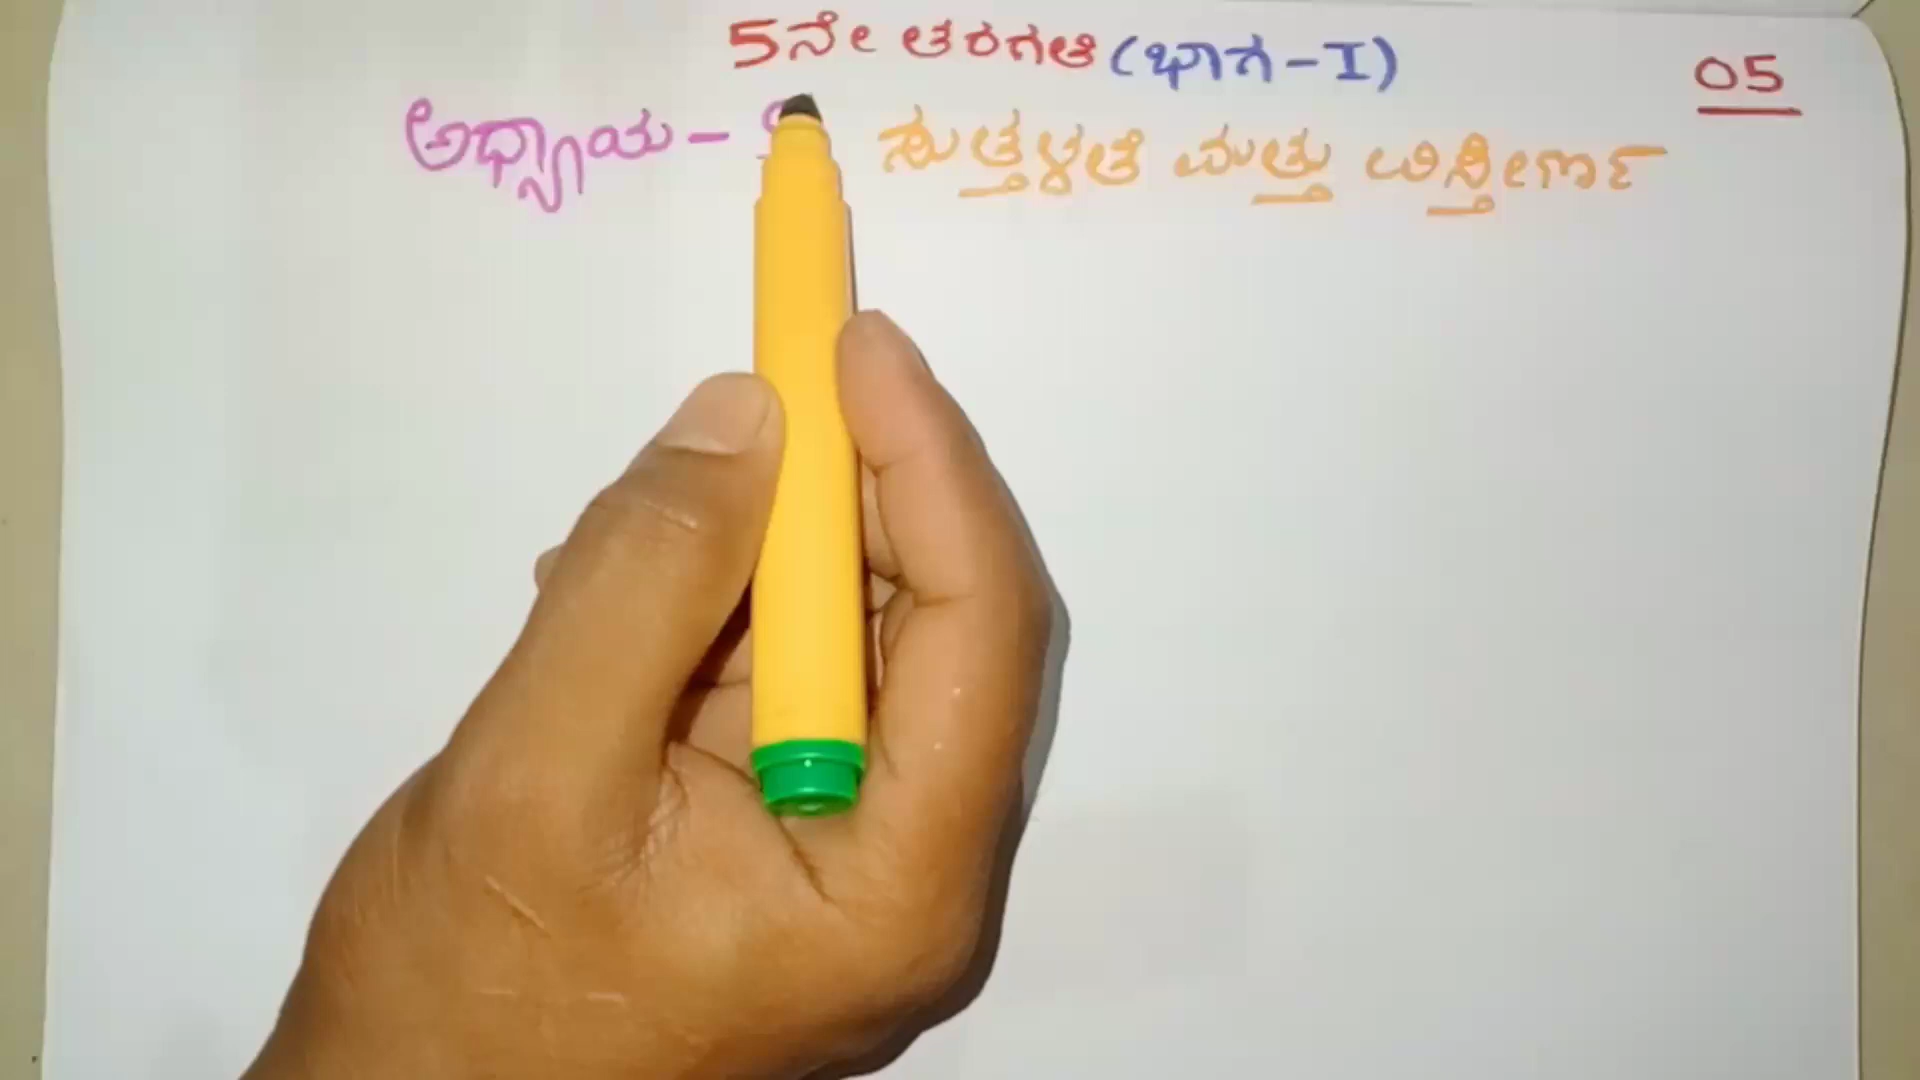 5ನೇ ತರಗತಿ (ಭಾಗ-I)
05
ಅಧ್ಯಾಯ - ಸುತ್ತಳತೆ ಮತ್ತು ವಿಸ್ತೀರ್ಣ